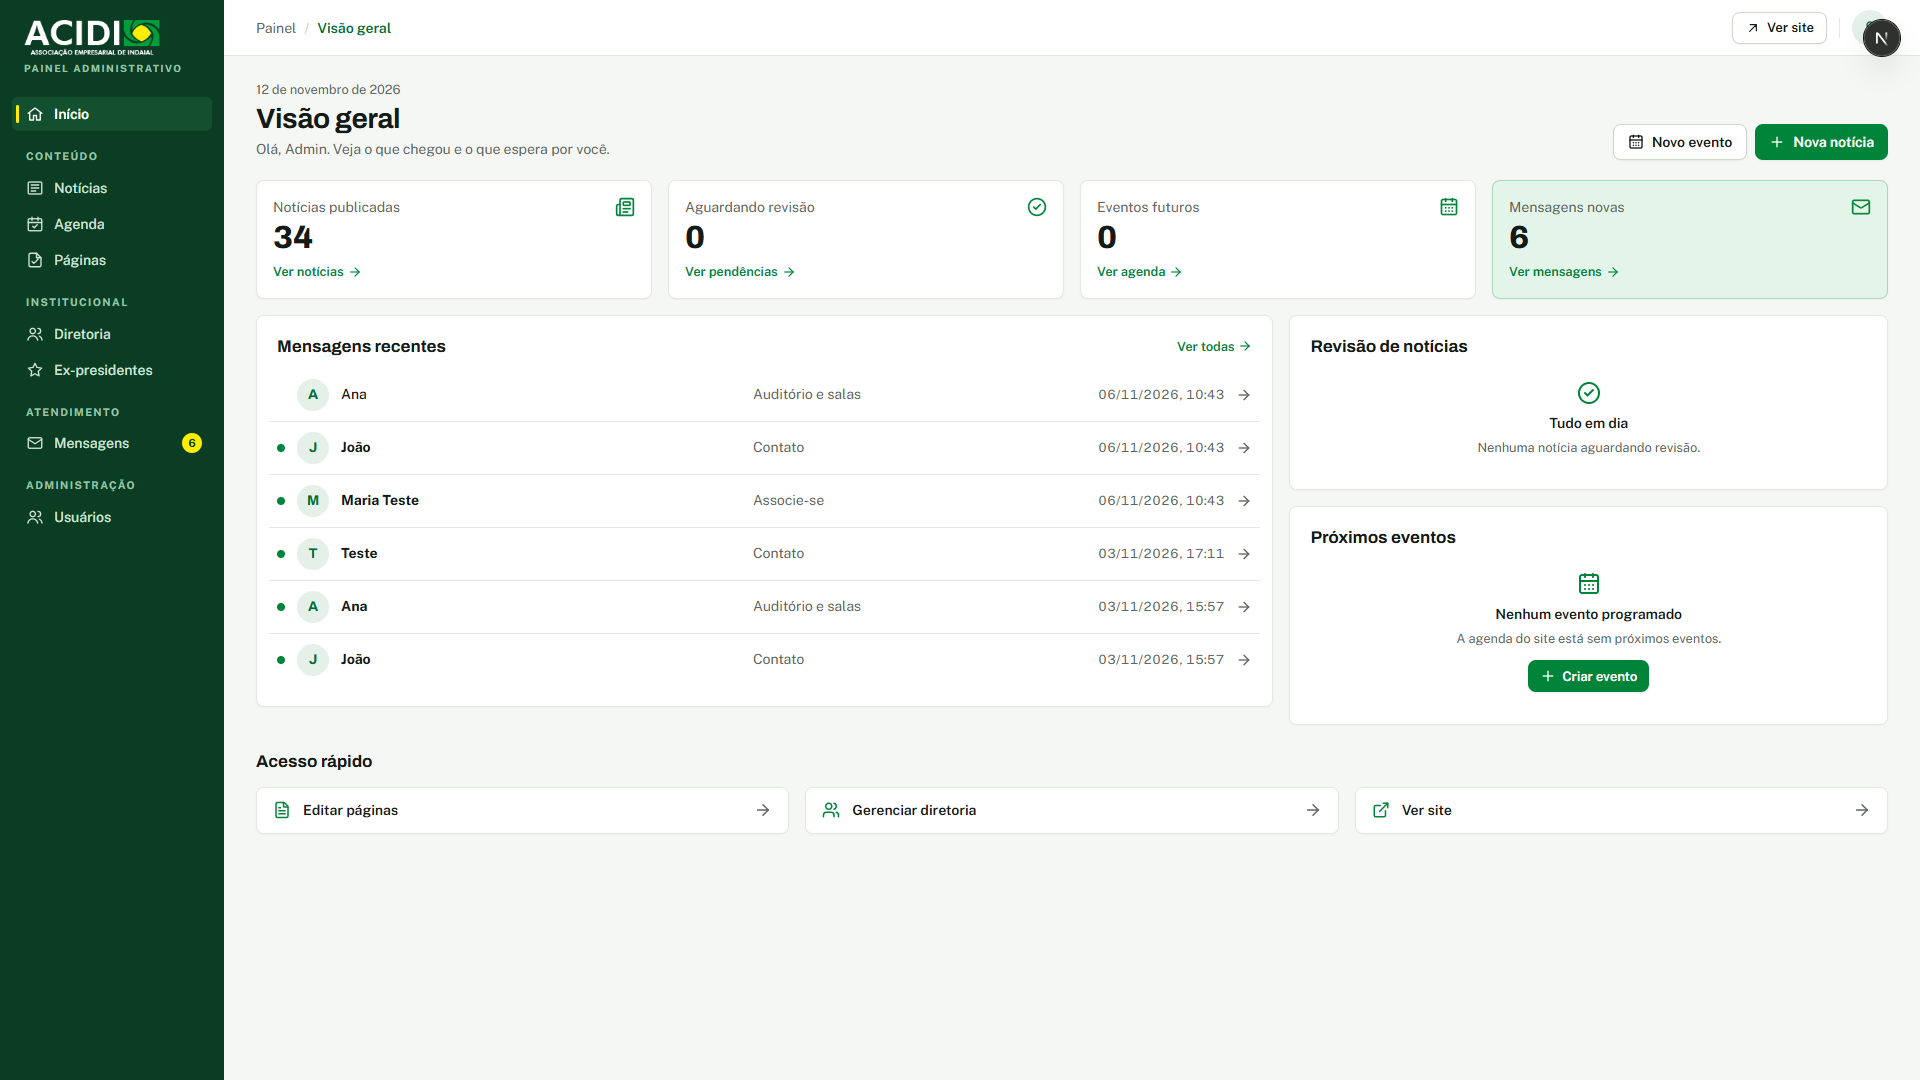 ACIDI
ASSOCIAÇÃO EMPRESARIAL DE INDAIAL
PAINEL ADMINISTRATIVO
Início
CONTEÚDO
Notícias
Agenda
Páginas
INSTITUCIONAL
Diretoria
Ex-presidentes
ATENDIMENTO
Mensagens 6
ADMINISTRAÇÃO
Usuários
Painel / Visão geral
Ver site
N
12 de novembro de 2026
Visão geral
Olá, Admin. Veja o que chegou e o que espera por você.
Novo evento
Nova notícia
Notícias publicadas
34
Ver notícias
Aguardando revisão
0
Ver pendências
Eventos futuros
0
Ver agenda
Mensagens novas
6
Ver mensagens
Mensagens recentes
Ver todas
A Ana Auditório e salas 06/11/2026, 10:43
J João Contato 06/11/2026, 10:43
M Maria Teste Associe-se 06/11/2026, 10:43
T Teste Contato 03/11/2026, 17:11
A Ana Auditório e salas 03/11/2026, 15:57
J João Contato 03/11/2026, 15:57
Revisão de notícias
Tudo em dia
Nenhuma notícia aguardando revisão.
Próximos eventos
Nenhum evento programado
A agenda do site está sem próximos eventos.
Criar evento
Acesso rápido
Editar páginas
Gerenciar diretoria
Ver site